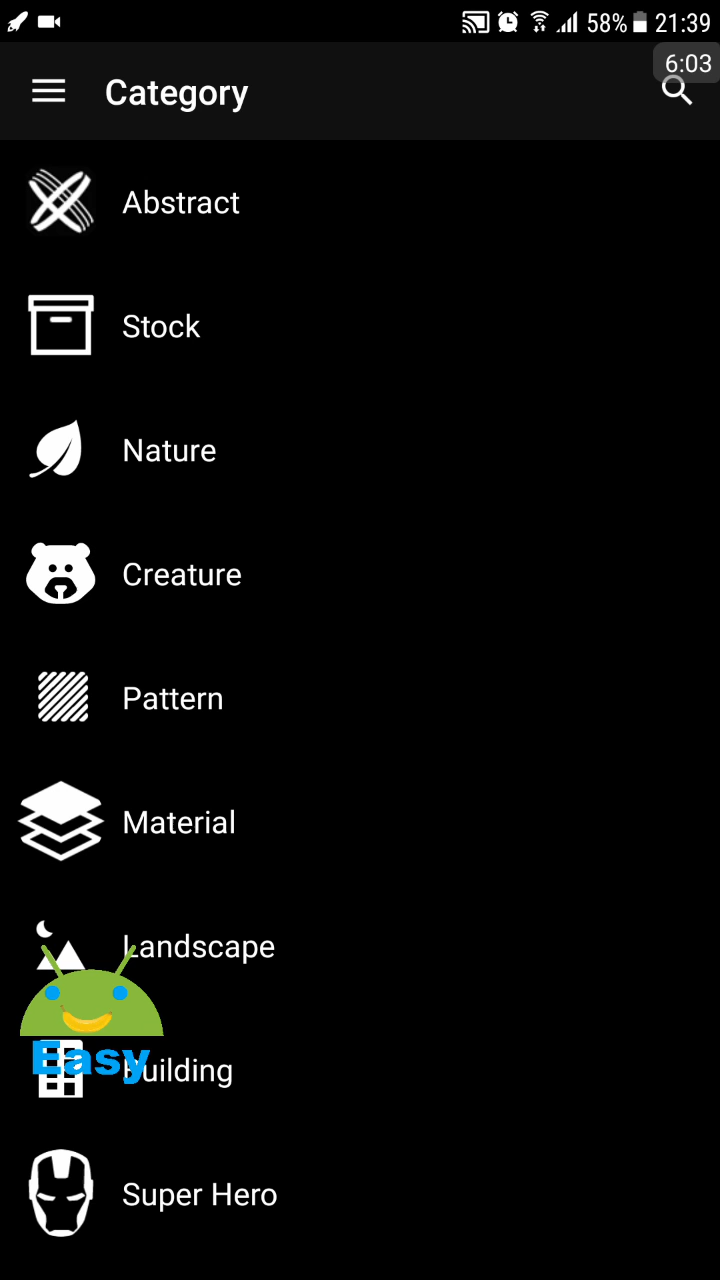 58% 21:39
6:03
Category
Abstract
Stock
Nature
Creature
Pattern
Material
Landscape
Easy
Building
Super Hero